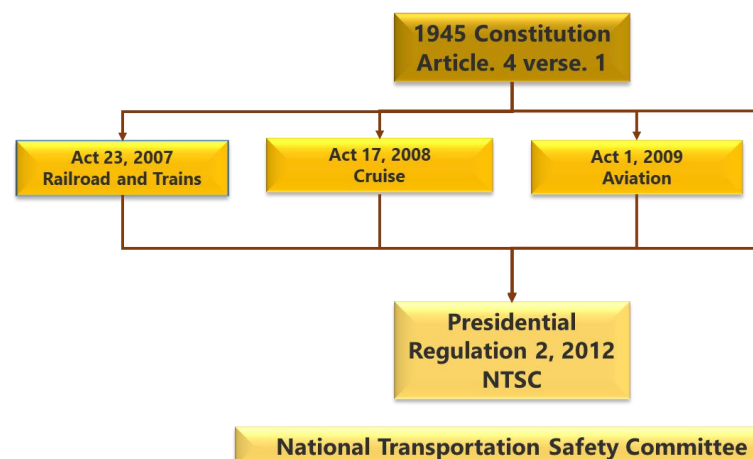 1945 Constitution
Article. 4 verse. 1
Act 23, 2007
Railroad and Trains
Act 17, 2008
Cruise
Act 1, 2009
Aviation
Presidential
Regulation 2, 2012
NTSC
National Transportation Safety Committee